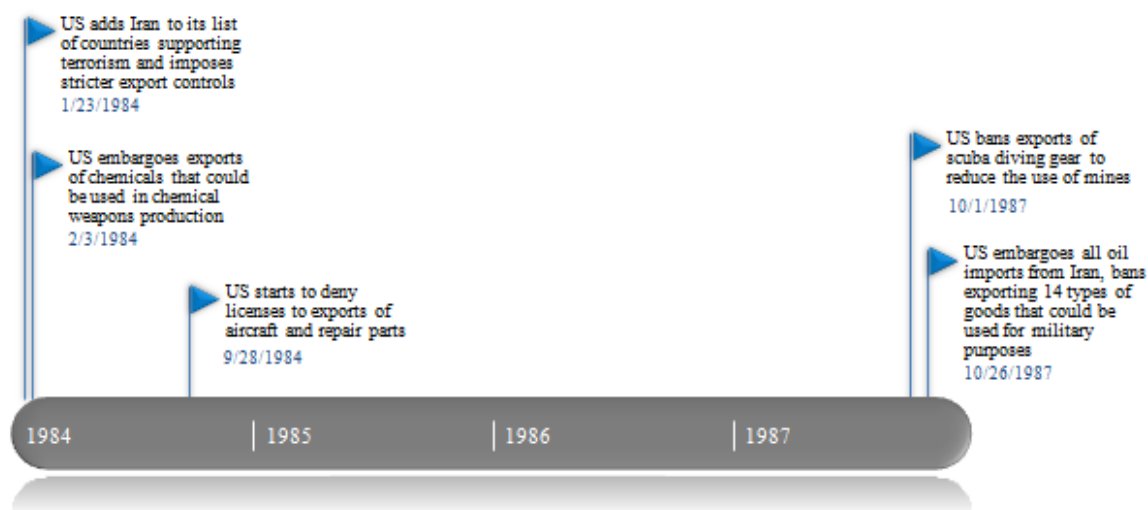 US adds Iran to its list
of countries supporting
terrorism and imposes
stricter export controls
1/23/1984
US embargoes exports
of chemicals that could
be used in chemical
weapons production
2/3/1984
US starts to deny
licenses to exports of
aircraft and repair parts
9/28/1984
US bans exports of
scuba diving gear to
reduce the use of mines
10/1/1987
US embargoes all oil
imports from Iran, bans
exporting 14 types of
goods that could be
used for military
purposes
10/26/1987
1984
1985
1986
1987